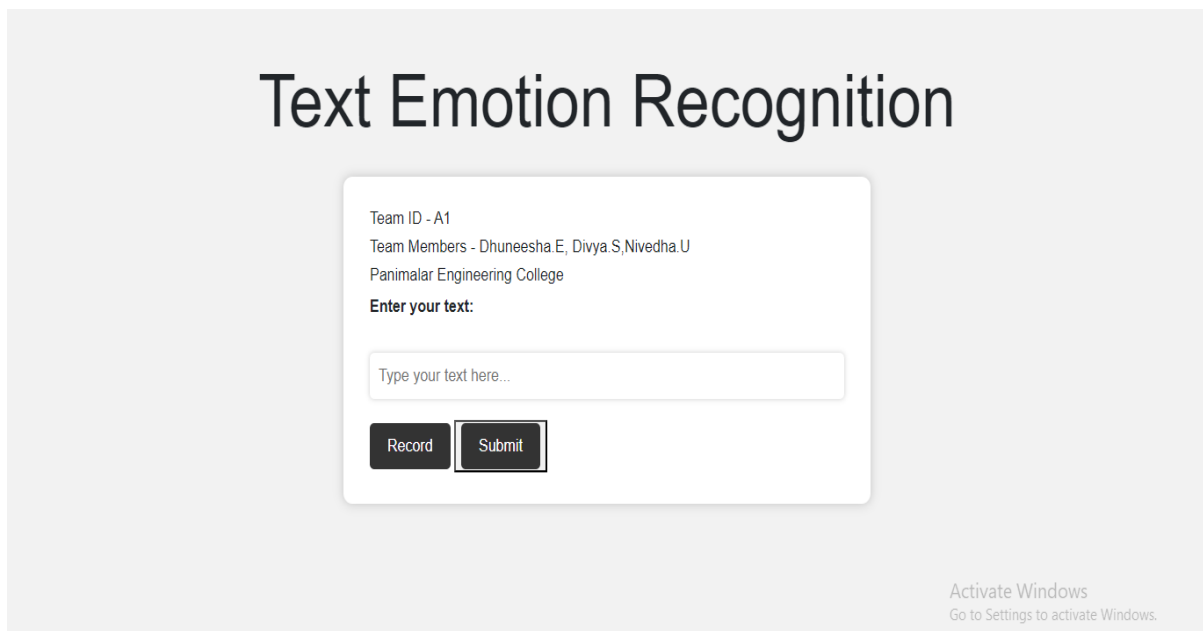 Text Emotion Recognition
Team ID - A1
Team Members - Dhuneesha.E, Divya.S,Nivedha.U
Panimalar Engineering College
Enter your text:
Type your text here...
Record Submit
Activate Windows
Go to Settings to activate Windows.